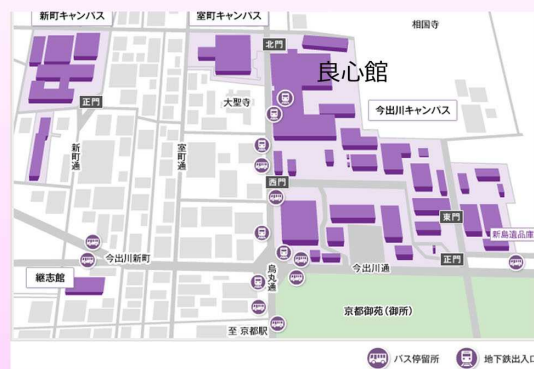 新町キャンパス
室町キャンパス
相国寺
北門
良心館
今出川キャンパス
正門
大聖寺
新町通
室町通
西門
東門
新島遺品庫
正門
今出川新町
烏丸通
今出川通
継志館
京都御苑(御所)
至 京都駅
バス停留所
地下鉄出入口